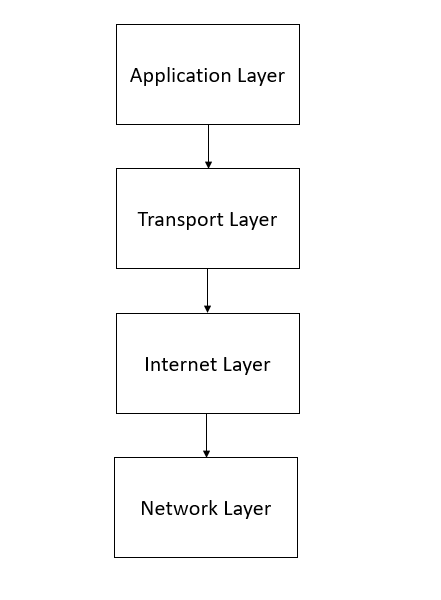 Application Layer
Transport Layer
Internet Layer
Network Layer